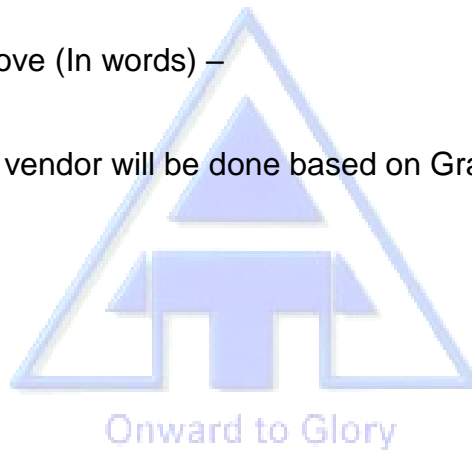 ove (In words) –
vendor will be done based on Gra
Onward to Glory